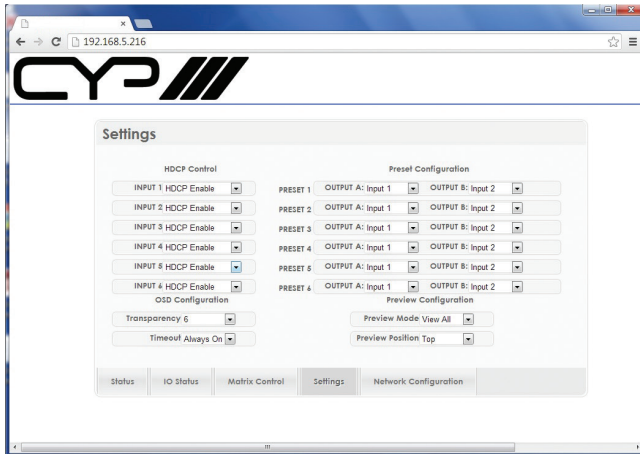 192.168.5.216
CYP
Settings
HDCP Control
Preset Configuration
INPUT 1 HDCP Enable
PRESET 1 OUTPUT A: Input 1 OUTPUT B: Input 2
INPUT 2 HDCP Enable
PRESET 2 OUTPUT A: Input 1 OUTPUT B: Input 2
INPUT 3 HDCP Enable
PRESET 3 OUTPUT A: Input 1 OUTPUT B: Input 2
INPUT 4 HDCP Enable
PRESET 4 OUTPUT A: Input 1 OUTPUT B: Input 2
INPUT 5 HDCP Enable
PRESET 5 OUTPUT A: Input 1 OUTPUT B: Input 2
INPUT 6 HDCP Enable
PRESET 6 OUTPUT A: Input 1 OUTPUT B: Input 2
OSD Configuration
Preview Configuration
Transparency 6
Preview Mode View All
Timeout Always On
Preview Position Top
Status IO Status Matrix Control Settings Network Configuration